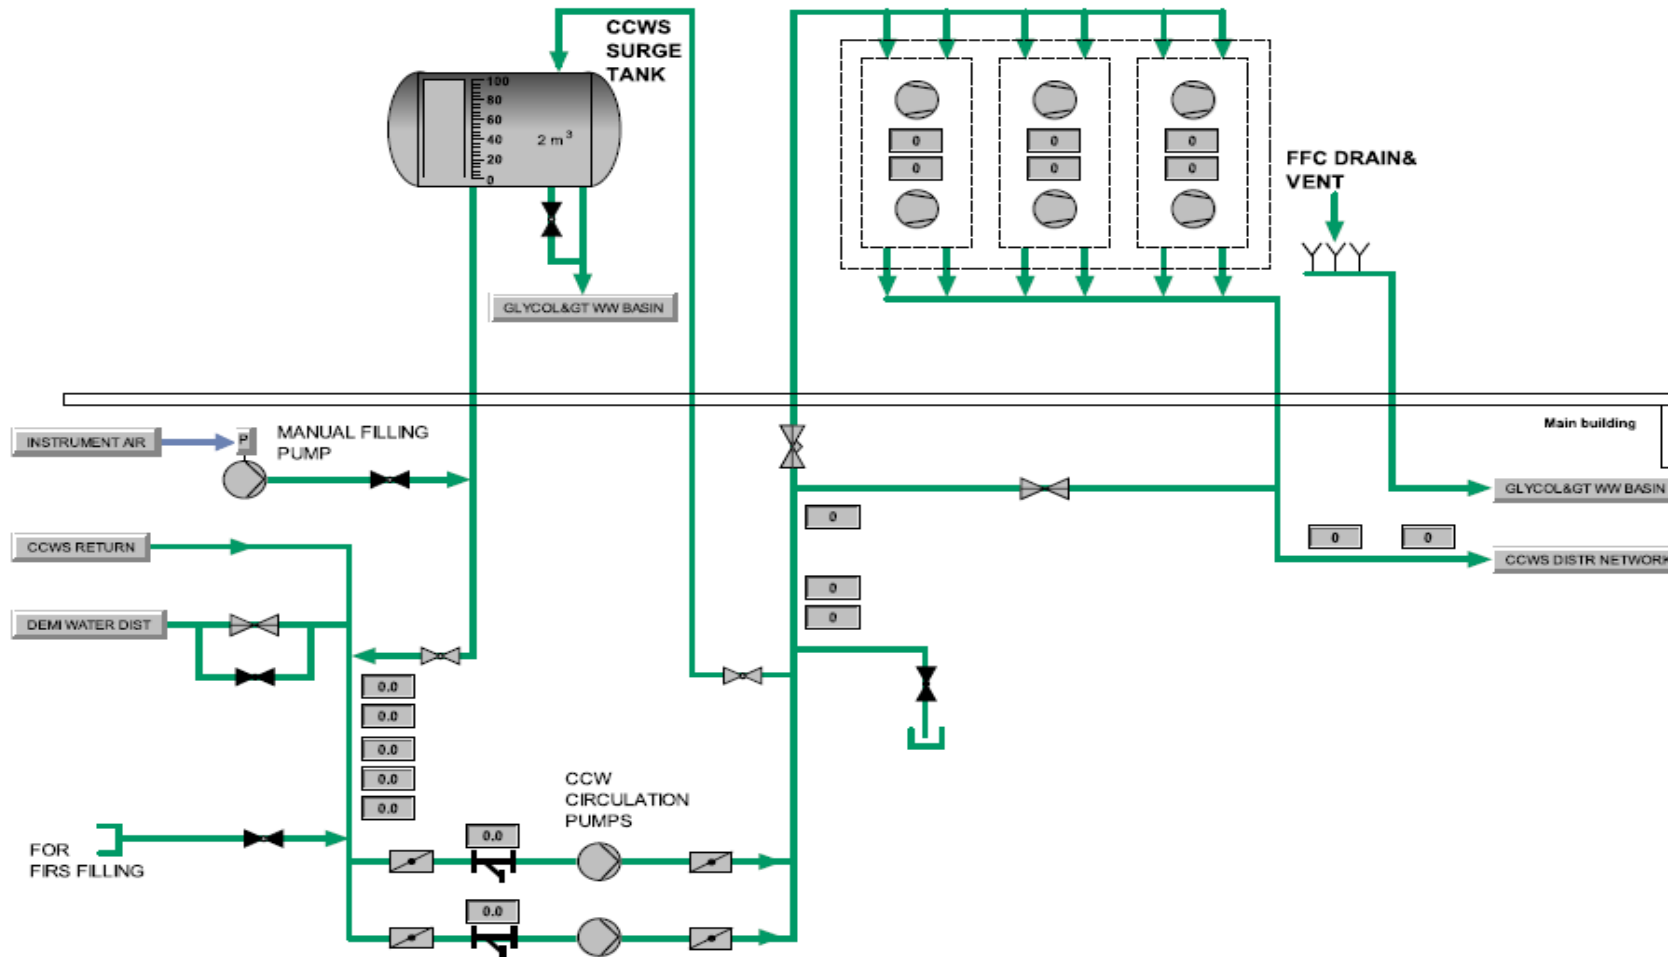 CCWS
SURGE
TANK
100
80
60
40
20
0
2 m³
GLYCOL&GT WW BASIN
0
0
0
0
0
0
FFC DRAIN&
VENT
Main building
INSTRUMENT AIR
P
MANUAL FILLING
PUMP
GLYCOL&GT WW BASIN
0
0
0
CCWS RETURN
CCWS DISTR NETWORK
0
0
DEMI WATER DIST
0.0
0.0
0.0
0.0
0.0
CCW
CIRCULATION
PUMPS
FOR
FIRS FILLING
0.0
0.0